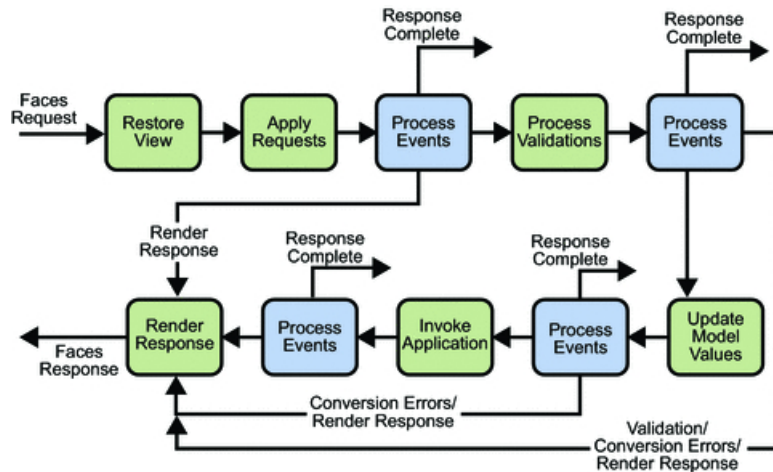 Response
Complete
Response
Complete
Faces
Request
Restore
View
Apply
Requests
Process
Events
Process
Validations
Process
Events
Render
Response
Response
Complete
Response
Complete
Render
Response
Process
Events
Invoke
Application
Process
Events
Update
Model
Values
Faces
Response
Conversion Errors/
Render Response
Validation/
Conversion Errors/
Render Response